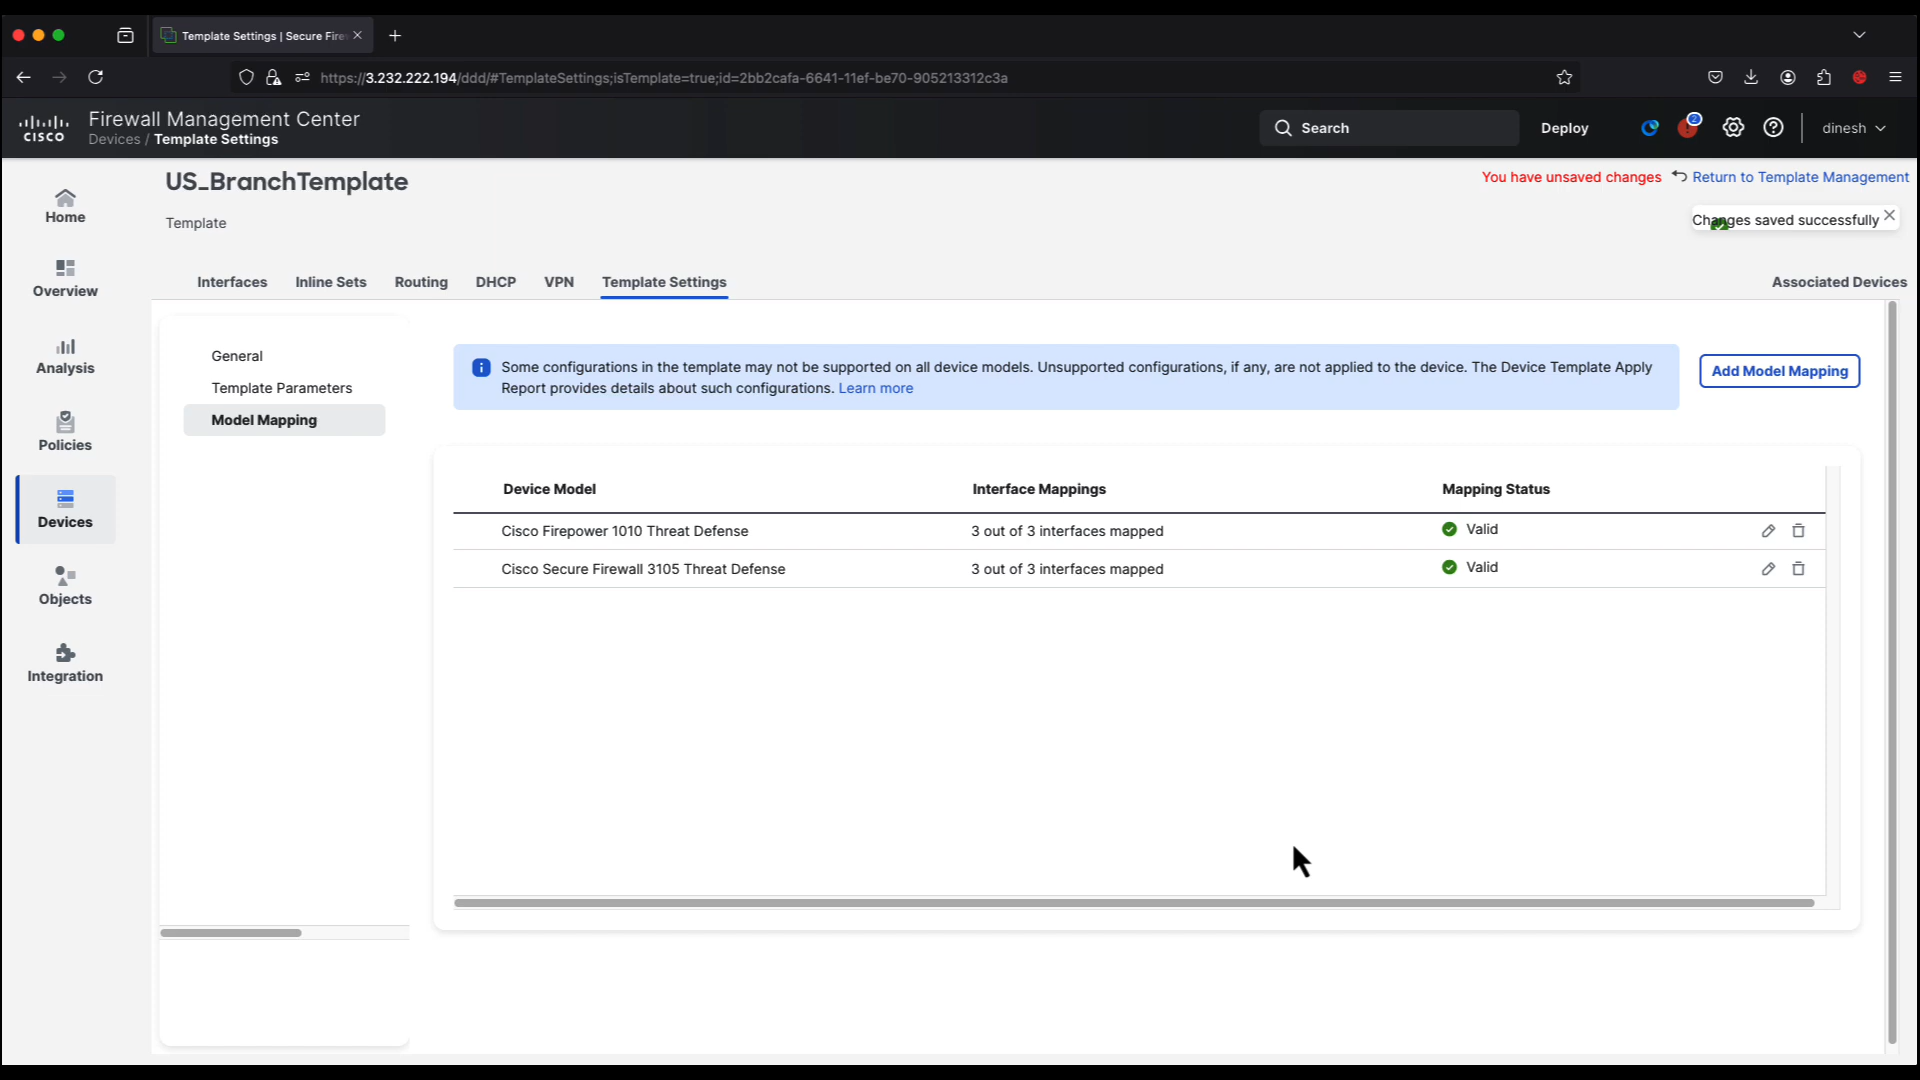 Template Settings | Secure Fire
https://3.232.222.194/ddd/#TemplateSettings;isTemplate=true;id=2bb2cafa-6641-11ef-be70-905213312c3a
CISCO
Firewall Management Center
Devices / Template Settings
Search
Deploy
2
dinesh
Home
Overview
Analysis
Policies
Devices
Objects
Integration
US_BranchTemplate
You have unsaved changes
Return to Template Management
Template
Changes saved successfully
Interfaces
Inline Sets
Routing
DHCP
VPN
Template Settings
Associated Devices
General
Template Parameters
Model Mapping
Some configurations in the template may not be supported on all device models. Unsupported configurations, if any, are not applied to the device. The Device Template Apply
Report provides details about such configurations. Learn more
Add Model Mapping
Device Model Interface Mappings Mapping Status
Cisco Firepower 1010 Threat Defense 3 out of 3 interfaces mapped Valid
Cisco Secure Firewall 3105 Threat Defense 3 out of 3 interfaces mapped Valid